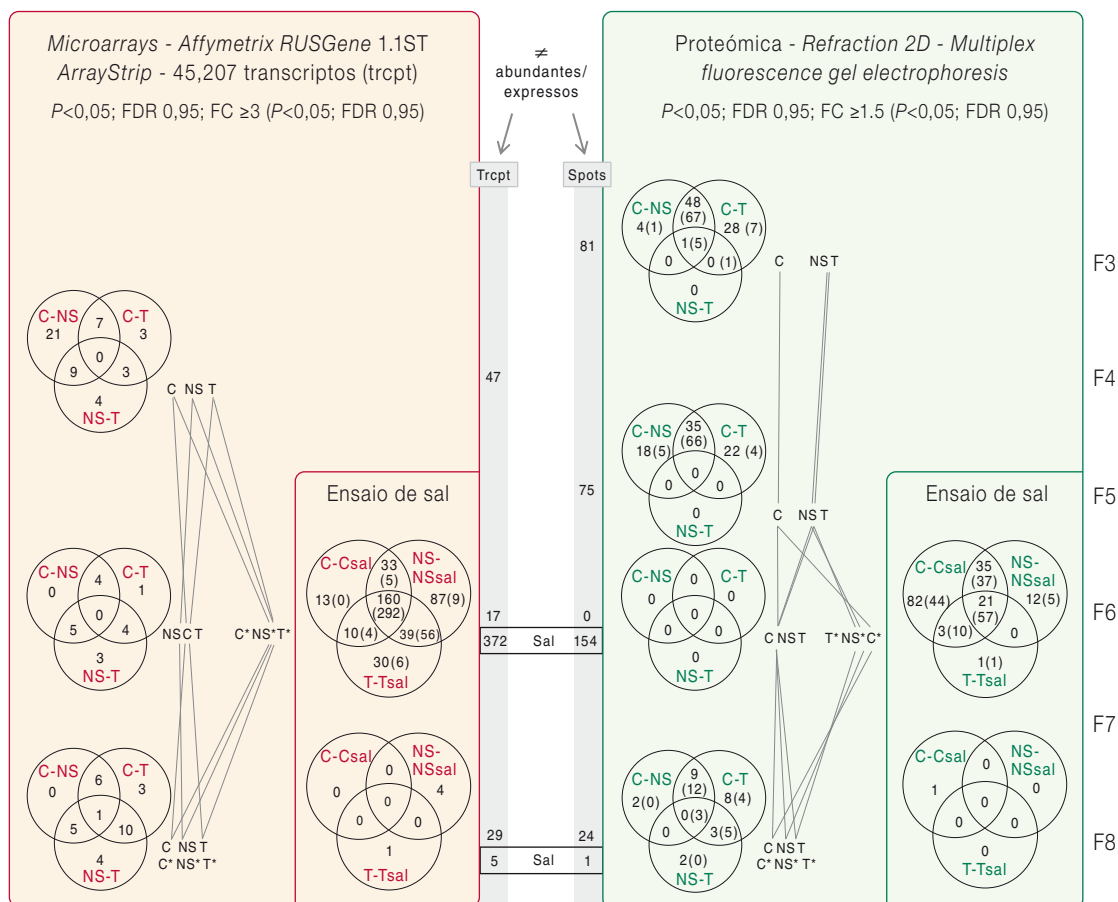 Microarrays - Affymetrix RUSGene 1.1ST
ArrayStrip - 45,207 transcriptos (trcpt)
P<0,05; FDR 0,95; FC ≥3 (P<0,05; FDR 0,95)
≠
abundantes/
expressos
Proteómica - Refraction 2D - Multiplex
fluorescence gel electrophoresis
P<0,05; FDR 0,95; FC ≥1.5 (P<0,05; FDR 0,95)
Trcpt
Spots
C-NS
48
(67)
C-T
4(1)
28 (7)
1(5)
0
0 (1)
0
NS-T
81
C
NS T
F3
C-NS
7
C-T
21
3
0
9
3
4
NS-T
C NS T
47
F4
C-NS
35
(66)
C-T
18(5)
22 (4)
0
0
0
0
NS-T
75
C
NS T
F5
Ensaio de sal
Ensaio de sal
C-NS
4
C-T
0
1
0
5
4
3
NS-T
NS C T
C* NS* T*
C-Csal
33
(5)
NS-
NSsal
13(0)
160
(292)
87(9)
10(4)
39(56)
30(6)
T-Tsal
17
0
372
Sal
154
C-NS
0
C-T
0
0
0
0
0
0
NS-T
C NS T
T* NS* C*
C-Csal
35
(37)
NS-
NSsal
82(44)
21
(57)
12(5)
3(10)
0
1(1)
T-Tsal
F6
F7
C-NS
6
C-T
0
3
1
5
10
4
NS-T
C NS T
C* NS* T*
C-Csal
0
NS-
NSsal
0
4
0
0
0
1
T-Tsal
29
24
5
Sal
1
C-NS
9
(12)
C-T
2(0)
8(4)
0(3)
0
3(5)
2(0)
NS-T
C NS T
C* NS* T*
C-Csal
0
NS-
NSsal
1
0
0
0
0
0
T-Tsal
F8